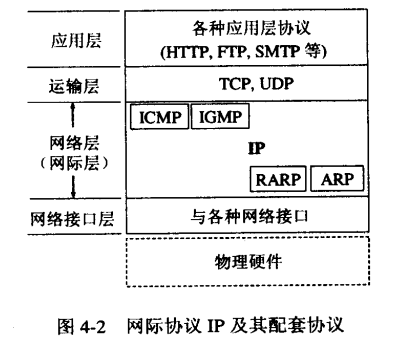 应用层
各种应用层协议
(HTTP, FTP, SMTP 等)
运输层
TCP, UDP
ICMP
IGMP
网络层
(网际层)
IP
RARP
ARP
网络接口层
与各种网络接口
物理硬件
图 4-2 网际协议 IP 及其配套协议